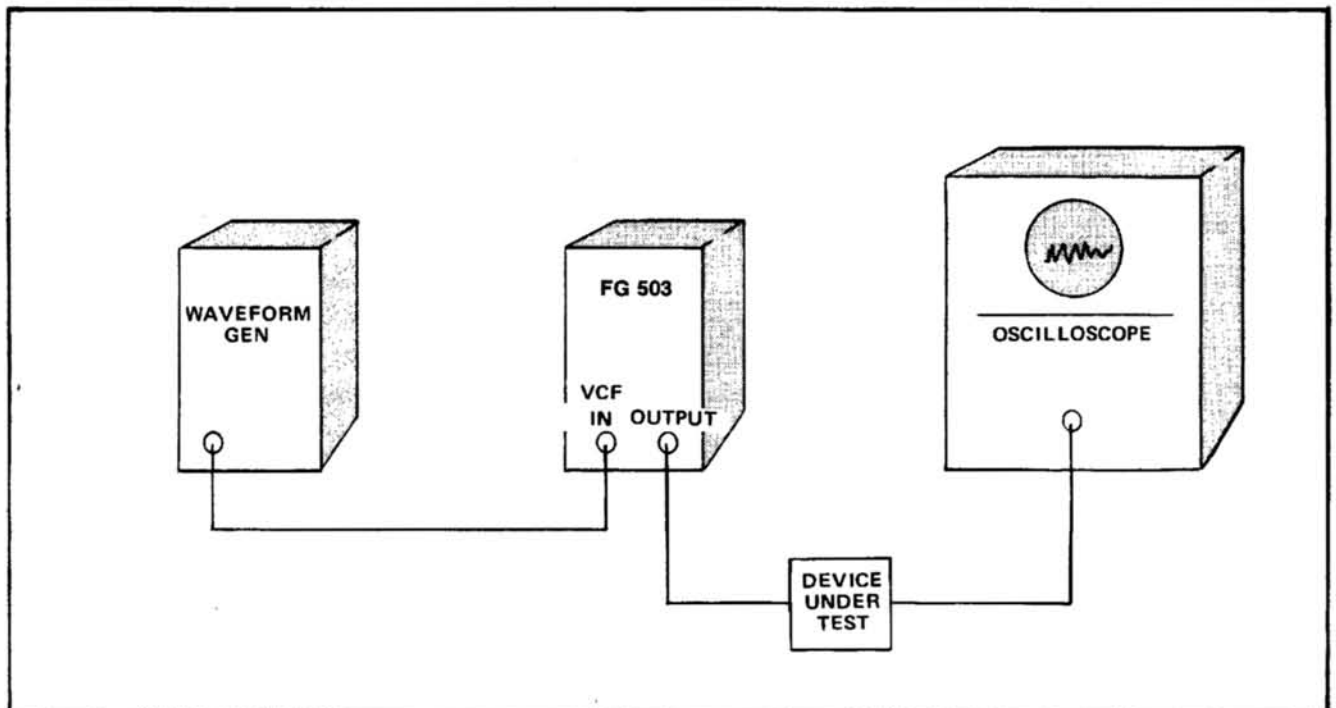 WAVEFORM
GEN
FG 503
VCF
IN OUTPUT
OSCILLOSCOPE
DEVICE
UNDER
TEST